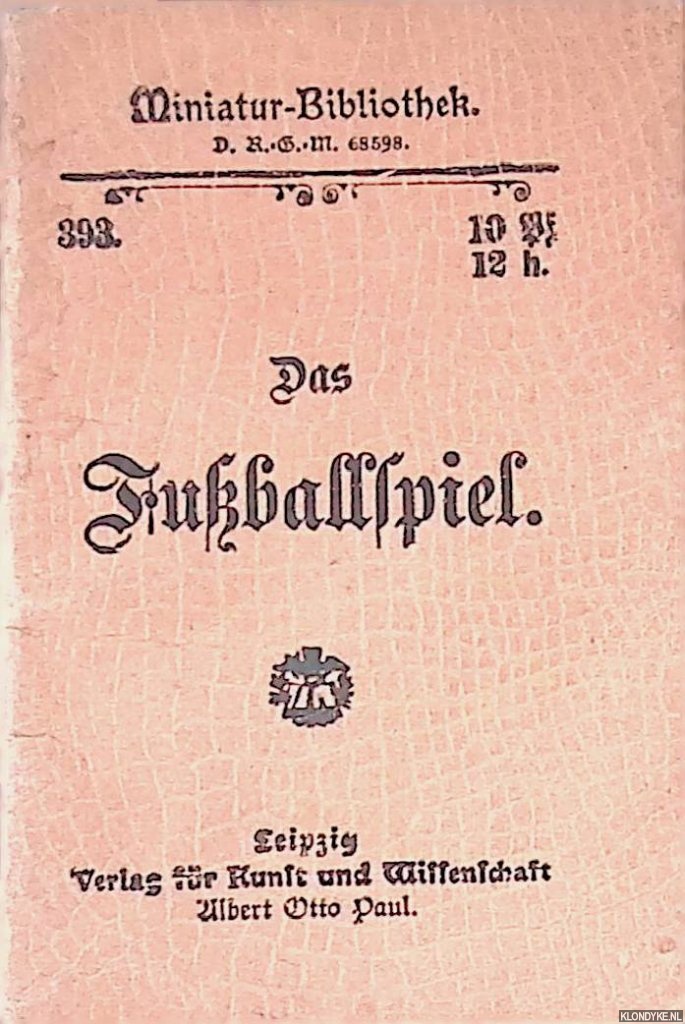 Miniatur-Bibliothek.
D. R.-G.-M. 68598.
393.
10 Pf
12 h.
Das
Fußballſpiel.
Leipzig
Verlag für Kunſt und Wiſſenſchaft
Albert Otto Paul.
KLONDYKE.NL